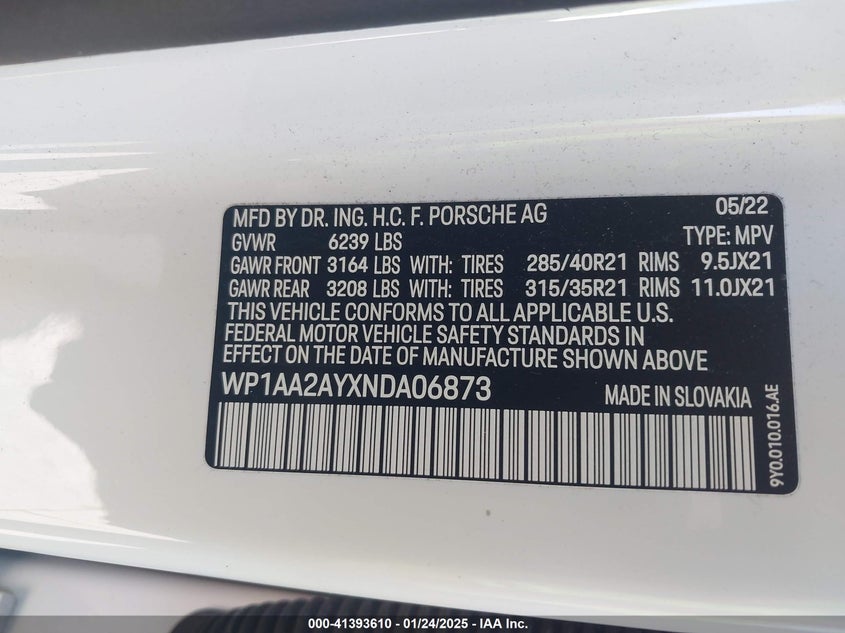 MFD BY DR. ING. H.C. F. PORSCHE AG 05/22
GVWR 6239 LBS TYPE: MPV
GAWR FRONT 3164 LBS WITH: TIRES 285/40R21 RIMS 9.5JX21
GAWR REAR 3208 LBS WITH: TIRES 315/35R21 RIMS 11.0JX21
THIS VEHICLE CONFORMS TO ALL APPLICABLE U.S.
FEDERAL MOTOR VEHICLE SAFETY STANDARDS IN
EFFECT ON THE DATE OF MANUFACTURE SHOWN ABOVE
WP1AA2AYXNDA06873 MADE IN SLOVAKIA
9Y0.010.016.AE
000-41393610 - 01/24/2025 - IAA Inc.